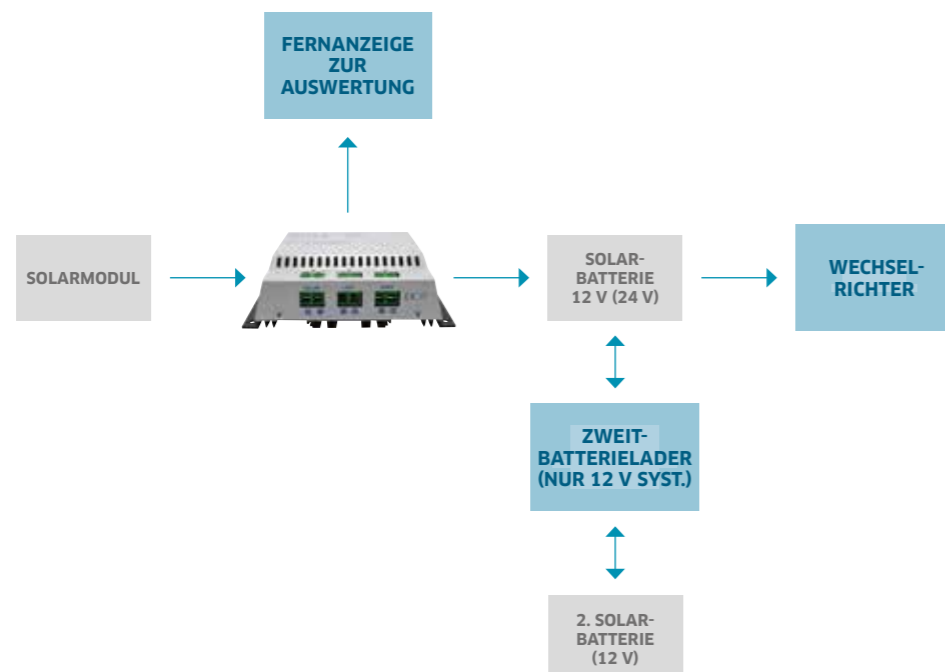 FERNANZEIGE
ZUR
AUSWERTUNG
SOLARMODUL
SOLAR-
BATTERIE
12 V (24 V)
WECHSEL-
RICHTER
ZWEIT-
BATTERIELADER
(NUR 12 V SYST.)
2. SOLAR-
BATTERIE
(12 V)